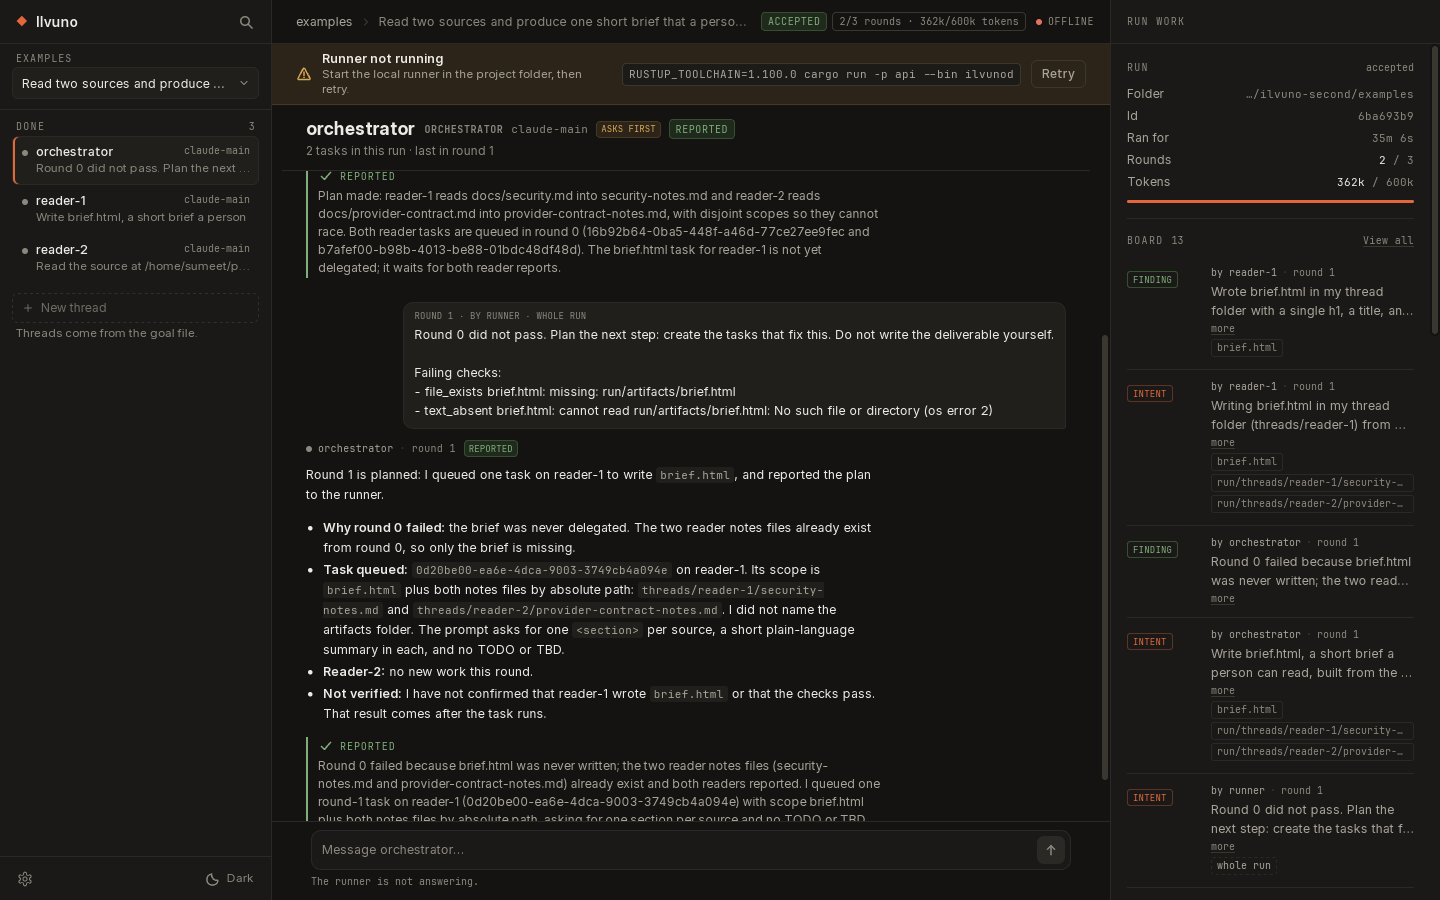 Ilvuno
EXAMPLES
Read two sources and produce ...
DONE 3
orchestrator claude-main
Round 0 did not pass. Plan the next ...
reader-1 claude-main
Write brief.html, a short brief a person
reader-2 claude-main
Read the source at /home/sumeet/p...
+ New thread
Threads come from the goal file.
Dark
examples > Read two sources and produce one short brief that a perso... ACCEPTED 2/3 rounds · 362k/600k tokens OFFLINE
Runner not running
Start the local runner in the project folder, then
retry.
RUSTUP_TOOLCHAIN=1.100.0 cargo run -p api --bin ilvunod
Retry
orchestrator ORCHESTRATOR claude-main ASKS FIRST REPORTED
2 tasks in this run · last in round 1
REPORTED
Plan made: reader-1 reads docs/security.md into security-notes.md and reader-2 reads
docs/provider-contract.md into provider-contract-notes.md, with disjoint scopes so they cannot
race. Both reader tasks are queued in round 0 (16b92b64-0ba5-448f-a46d-77ce27ee9fec and
b7afef00-b98b-4013-be88-01bdc48df48d). The brief.html task for reader-1 is not yet
delegated; it waits for both reader reports.
ROUND 1 · BY RUNNER · WHOLE RUN
Round 0 did not pass. Plan the next step: create the tasks that fix this. Do not write the deliverable yourself.
Failing checks:
- file_exists brief.html: missing: run/artifacts/brief.html
- text_absent brief.html: cannot read run/artifacts/brief.html: No such file or directory (os error 2)
orchestrator · round 1 REPORTED
Round 1 is planned: I queued one task on reader-1 to write brief.html, and reported the plan
to the runner.
• Why round 0 failed: the brief was never delegated. The two reader notes files already exist
from round 0, so only the brief is missing.
• Task queued: 0d20be00-ea6e-4dca-9003-3749cb4a094e on reader-1. Its scope is
brief.html plus both notes files by absolute path: threads/reader-1/security-
notes.md and threads/reader-2/provider-contract-notes.md. I did not name the
artifacts folder. The prompt asks for one <section> per source, a short plain-language
summary in each, and no TODO or TBD.
• Reader-2: no new work this round.
• Not verified: I have not confirmed that reader-1 wrote brief.html or that the checks pass.
That result comes after the task runs.
REPORTED
Round 0 failed because brief.html was never written; the two reader notes files (security-
notes.md and provider-contract-notes.md) already exist and both readers reported. I queued one
round-1 task on reader-1 (0d20be00-ea6e-4dca-9003-3749cb4a094e) with scope brief.html
plus both notes files by absolute path, asking for one section per source and no TODO or TBD.
Message orchestrator...
The runner is not answering.
RUN WORK
RUN accepted
Folder …/ilvuno-second/examples
Id 6ba693b9
Ran for 35m 6s
Rounds 2 / 3
Tokens 362k / 600k
BOARD 13 View all
FINDING
by reader-1 · round 1
Wrote brief.html in my thread
folder with a single h1, a title, an...
more
brief.html
INTENT
by reader-1 · round 1
Writing brief.html in my thread
folder (threads/reader-1) from ...
more
brief.html
run/threads/reader-1/security-…
run/threads/reader-2/provider-…
FINDING
by orchestrator · round 1
Round 0 failed because brief.html
was never written; the two read...
more
INTENT
by orchestrator · round 1
Write brief.html, a short brief a
person can read, built from the ...
more
brief.html
run/threads/reader-1/security-…
run/threads/reader-2/provider-…
INTENT
by runner · round 1
Round 0 did not pass. Plan the
next step: create the tasks that f...
more
whole run